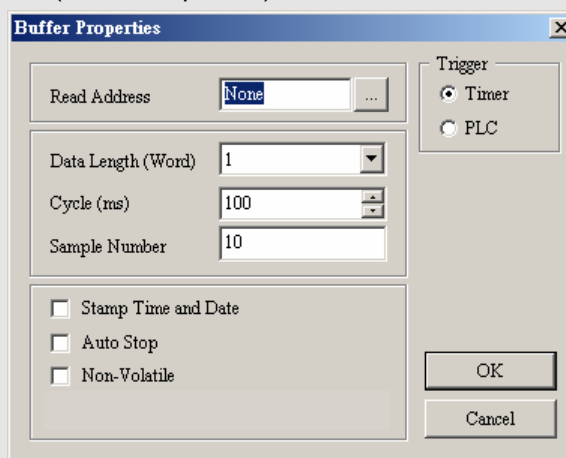 Buffer Properties
Read Address
None
...
Trigger
Timer
PLC
Data Length (Word)
1
Cycle (ms)
100
Sample Number
10
Stamp Time and Date
Auto Stop
Non-Volatile
OK
Cancel